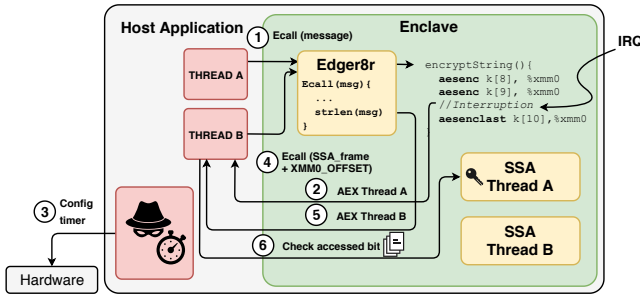 Host Application
Enclave
1 Ecall (message)
IRQ
THREAD A
Edger8r
Ecall(msg){
...
strlen(msg)
}
encryptString(){
aesenc k[8], %xmm0
aesenc k[9], %xmm0
//Interruption
aesenclast k[10],%xmm0
}
THREAD B
4 Ecall (SSA_frame
+ XMM0_OFFSET)
2 AEX Thread A
SSA
Thread A
3 Config
timer
5 AEX Thread B
6 Check accessed bit
SSA
Thread B
Hardware